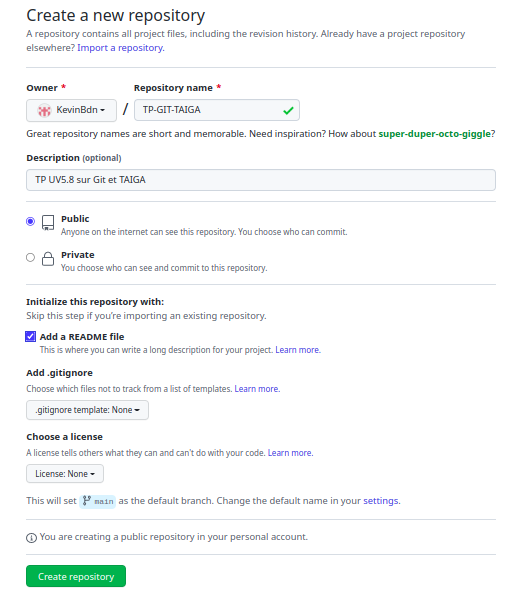 Create a new repository
A repository contains all project files, including the revision history. Already have a project repository
elsewhere? Import a repository.
Owner * Repository name *
KevinBdn / TP-GIT-TAIGA
Great repository names are short and memorable. Need inspiration? How about super-duper-octo-giggle?
Description (optional)
TP UV5.8 sur Git et TAIGA
Public
Anyone on the internet can see this repository. You choose who can commit.
Private
You choose who can see and commit to this repository.
Initialize this repository with:
Skip this step if you're importing an existing repository.
Add a README file
This is where you can write a long description for your project. Learn more.
Add .gitignore
Choose which files not to track from a list of templates. Learn more.
.gitignore template: None
Choose a license
A license tells others what they can and can't do with your code. Learn more.
License: None
This will set main as the default branch. Change the default name in your settings.
You are creating a public repository in your personal account.
Create repository